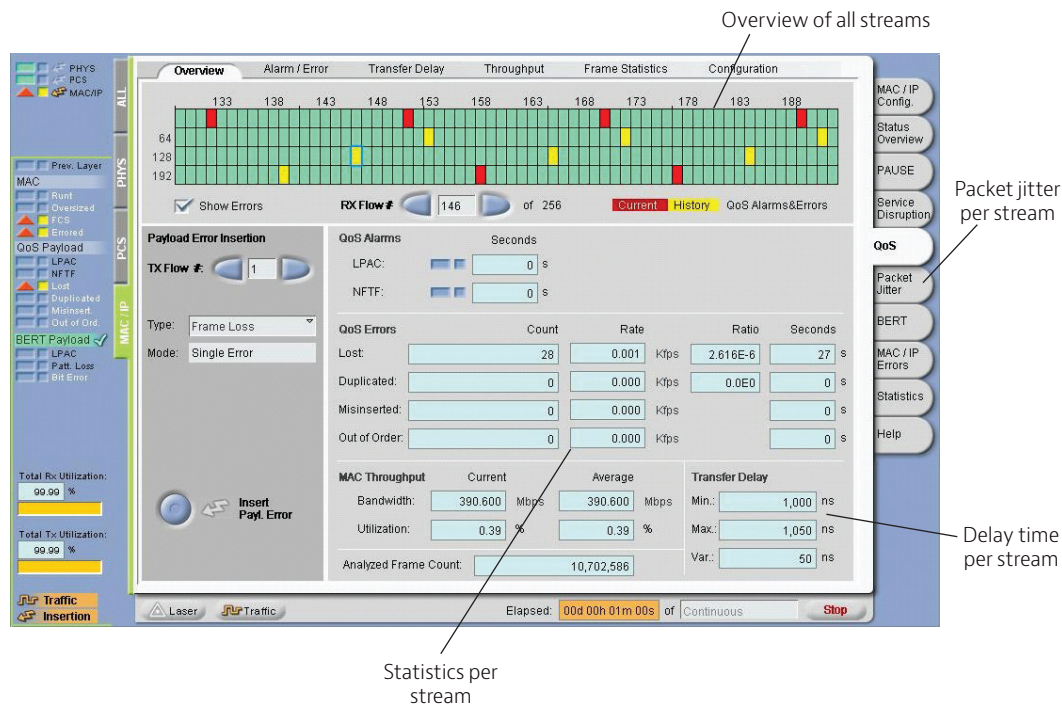 Overview of all streams
PHYS
PCS
MAC/IP
ALL
PHYS
PCS
MAC / IP
Prev. Layer
MAC
Runt
Oversized
FCS
Errored
QoS Payload
LPAC
NFTF
Lost
Duplicated
Misinsert.
Out of Ord.
BERT Payload
LPAC
Patt. Loss
Bit Error
Total Rx Utilization:
99.99 %
Total Tx Utilization:
99.99 %
Traffic
Insertion
Overview Alarm / Error Transfer Delay Throughput Frame Statistics Configuration
133 138 143 148 153 158 163 168 173 178 183 188
64
128
192
Show Errors RX Flow #: 146 of 256 Current History QoS Alarms&Errors
Payload Error Insertion
TX Flow #: 1
Type: Frame Loss
Mode: Single Error
Insert
Payl. Error
QoS Alarms Seconds
LPAC: 0 s
NFTF: 0 s
QoS Errors Count Rate Ratio Seconds
Lost: 28 0.001 Kfps 2.616E-6 27 s
Duplicated: 0 0.000 Kfps 0.0E0 0 s
Misinserted: 0 0.000 Kfps 0 s
Out of Order: 0 0.000 Kfps 0 s
MAC Throughput Current Average
Bandwidth: 390.600 Mbps 390.600 Mbps
Utilization: 0.39 % 0.39 %
Analyzed Frame Count: 10,702,586
Transfer Delay
Min.: 1,000 ns
Max.: 1,050 ns
Var.: 50 ns
Laser Traffic Elapsed: 00d 00h 01m 00s of Continuous Stop
MAC / IP
Config.
Status
Overview
PAUSE
Service
Disruption
QoS
Packet
Jitter
BERT
MAC / IP
Errors
Statistics
Help
Packet jitter
per stream
Delay time
per stream
Statistics per
stream